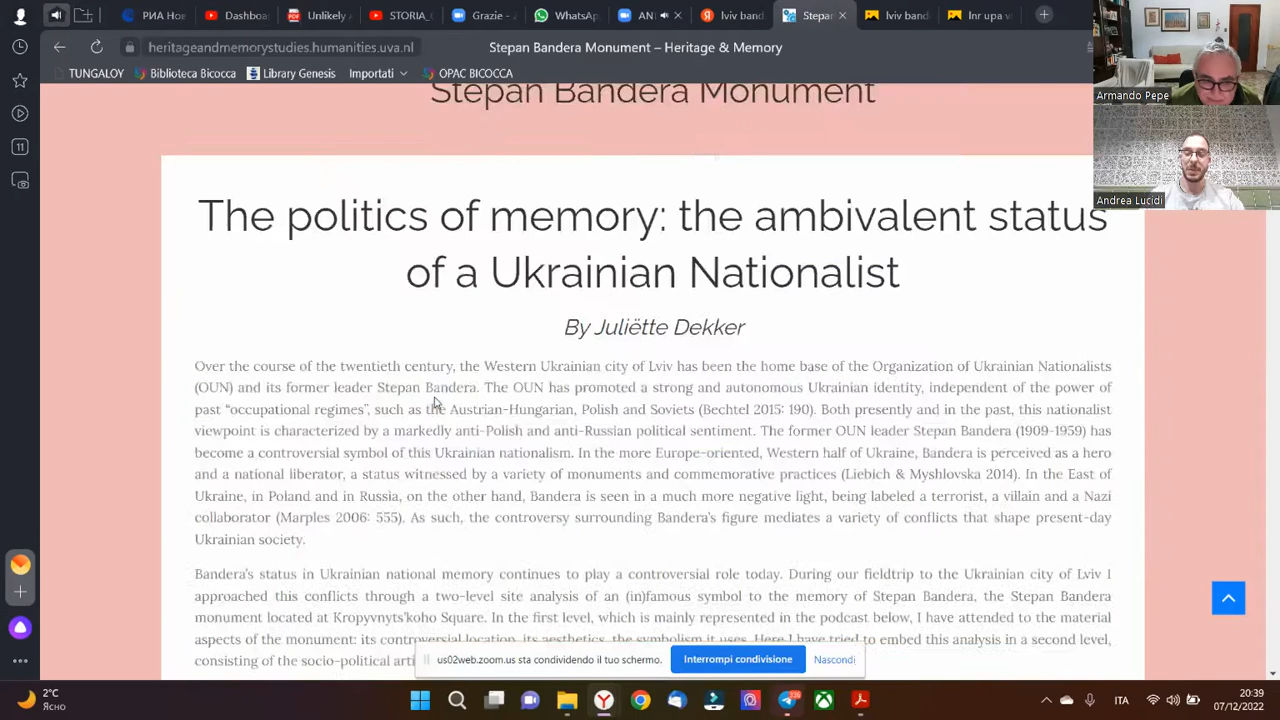 РИА Нов
Dashboa
Unlikely A
STORIA_C
Grazie - A
WhatsApp
AND
lviv band
Stepan
lviv bande
Inr upa v
heritageandmemorystudies.humanities.uva.nl
Stepan Bandera Monument – Heritage & Memory
TUNGALOY
Biblioteca Bicocca
Library Genesis
Importati
OPAC BICOCCA
Armando Pepe
Andrea Lucidi
11
Stepan Bandera Monument
The politics of memory: the ambivalent status
of a Ukrainian Nationalist
By Juliëtte Dekker
Over the course of the twentieth century, the Western Ukrainian city of Lviv has been the home base of the Organization of Ukrainian Nationalists
(OUN) and its former leader Stepan Bandera. The OUN has promoted a strong and autonomous Ukrainian identity, independent of the power of
past “occupational regimes”, such as the Austrian-Hungarian, Polish and Soviets (Bechtel 2015: 190). Both presently and in the past, this nationalist
viewpoint is characterized by a markedly anti-Polish and anti-Russian political sentiment. The former OUN leader Stepan Bandera (1909-1959) has
become a controversial symbol of this Ukrainian nationalism. In the more Europe-oriented, Western half of Ukraine, Bandera is perceived as a hero
and a national liberator, a status witnessed by a variety of monuments and commemorative practices (Liebich & Myshlovska 2014). In the East of
Ukraine, in Poland and in Russia, on the other hand, Bandera is seen in a much more negative light, being labeled a terrorist, a villain and a Nazi
collaborator (Marples 2006: 555). As such, the controversy surrounding Bandera’s figure mediates a variety of conflicts that shape present-day
Ukrainian society.
Bandera’s status in Ukrainian national memory continues to play a controversial role today. During our fieldtrip to the Ukrainian city of Lviv I
approached this conflicts through a two-level site analysis of an (in)famous symbol to the memory of Stepan Bandera, the Stepan Bandera
monument located at Kropyvnyts’koho Square. In the first level, which is mainly represented in the podcast below, I have attended to the material
aspects of the monument: its controversial location, its aesthetics, the symbolism it uses. Here I have tried to embed this analysis in a second level,
consisting of the socio-political arti
us02web.zoom.us sta condividendo il tuo schermo.
Interrompi condivisione
Nascondi
2°C
Ясно
ITA
20:39
07/12/2022